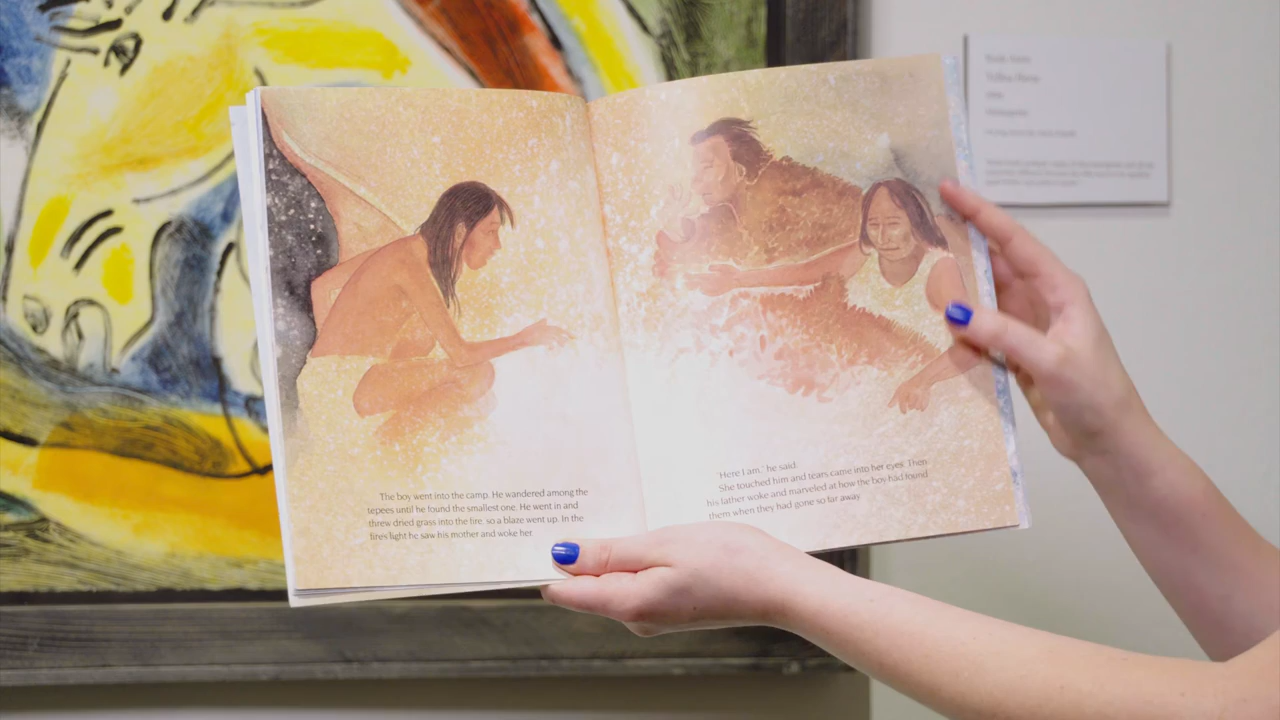 The boy went into the camp. He wandered among the
tepees until he found the smallest one. He went in and
threw dried grass into the fire, so a blaze went up. In the
fire's light he saw his mother and woke her.
"Here I am," he said.
She touched him and tears came into her eyes. Then
his father woke and marveled at how the boy had found
them when they had gone so far away.